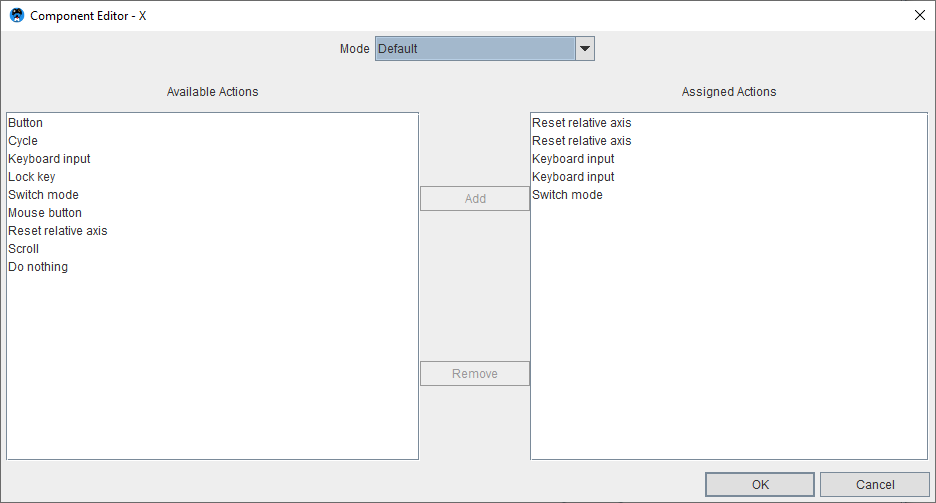 Component Editor - X
Mode Default
Available Actions
Assigned Actions
Button
Cycle
Keyboard input
Lock key
Switch mode
Mouse button
Reset relative axis
Scroll
Do nothing
Add
Remove
Reset relative axis
Reset relative axis
Keyboard input
Keyboard input
Switch mode
OK
Cancel